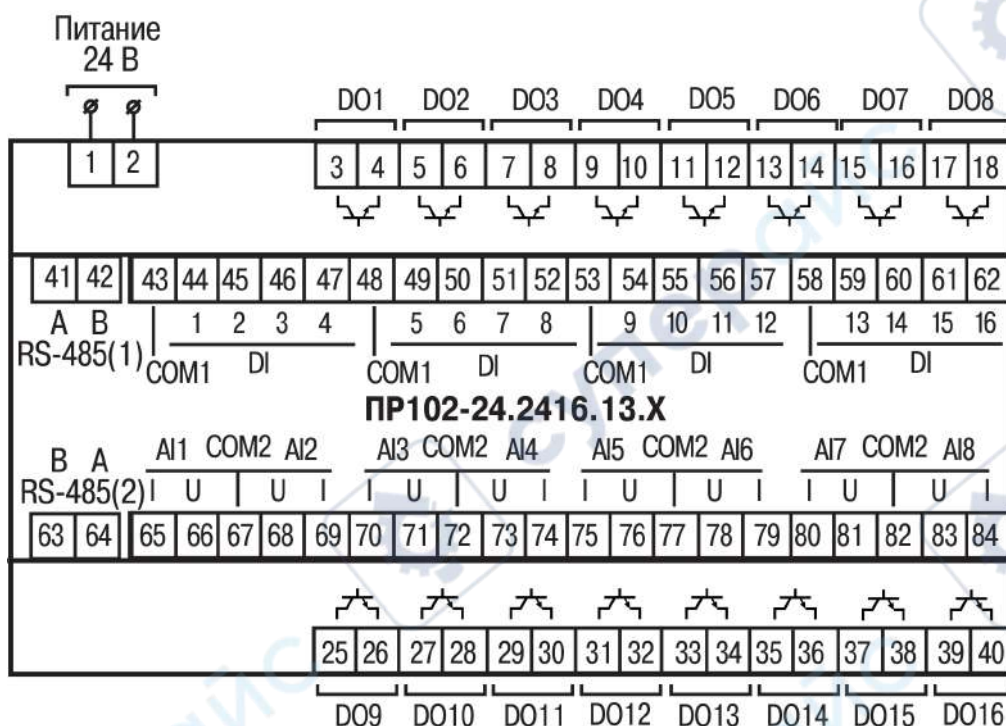 Питание
24 В
DO1 DO2 DO3 DO4 DO5 DO6 DO7 DO8
1 2 3 4 5 6 7 8 9 10 11 12 13 14 15 16 17 18
41 42 43 44 45 46 47 48 49 50 51 52 53 54 55 56 57 58 59 60 61 62
A B 1 2 3 4 5 6 7 8 9 10 11 12 13 14 15 16
RS-485(1) COM1 DI COM1 DI COM1 DI COM1 DI
ПР102-24.2416.13.X
B A AI1 COM2 AI2 AI3 COM2 AI4 AI5 COM2 AI6 AI7 COM2 AI8
RS-485(2) I U U I I U U I I U U I I U U I
63 64 65 66 67 68 69 70 71 72 73 74 75 76 77 78 79 80 81 82 83 84
25 26 27 28 29 30 31 32 33 34 35 36 37 38 39 40
DO9 DO10 DO11 DO12 DO13 DO14 DO15 DO16
суперайс